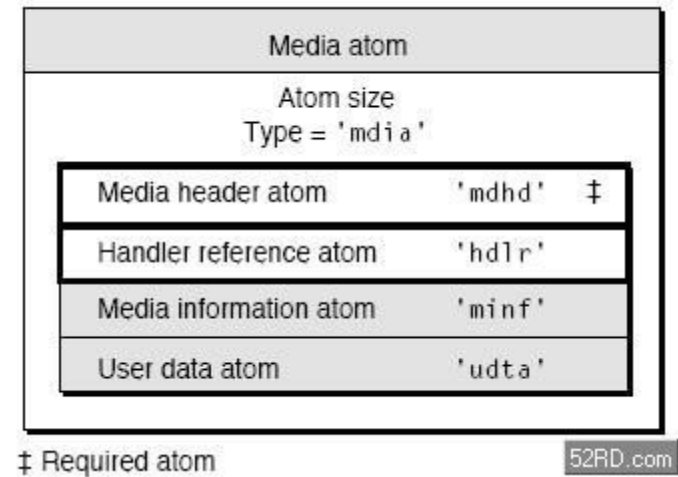 Media atom
Atom size
Type = 'mdia'
Media header atom 'mdhd' ‡
Handler reference atom 'hdlr'
Media information atom 'minf'
User data atom 'udta'
‡ Required atom
52RD.com